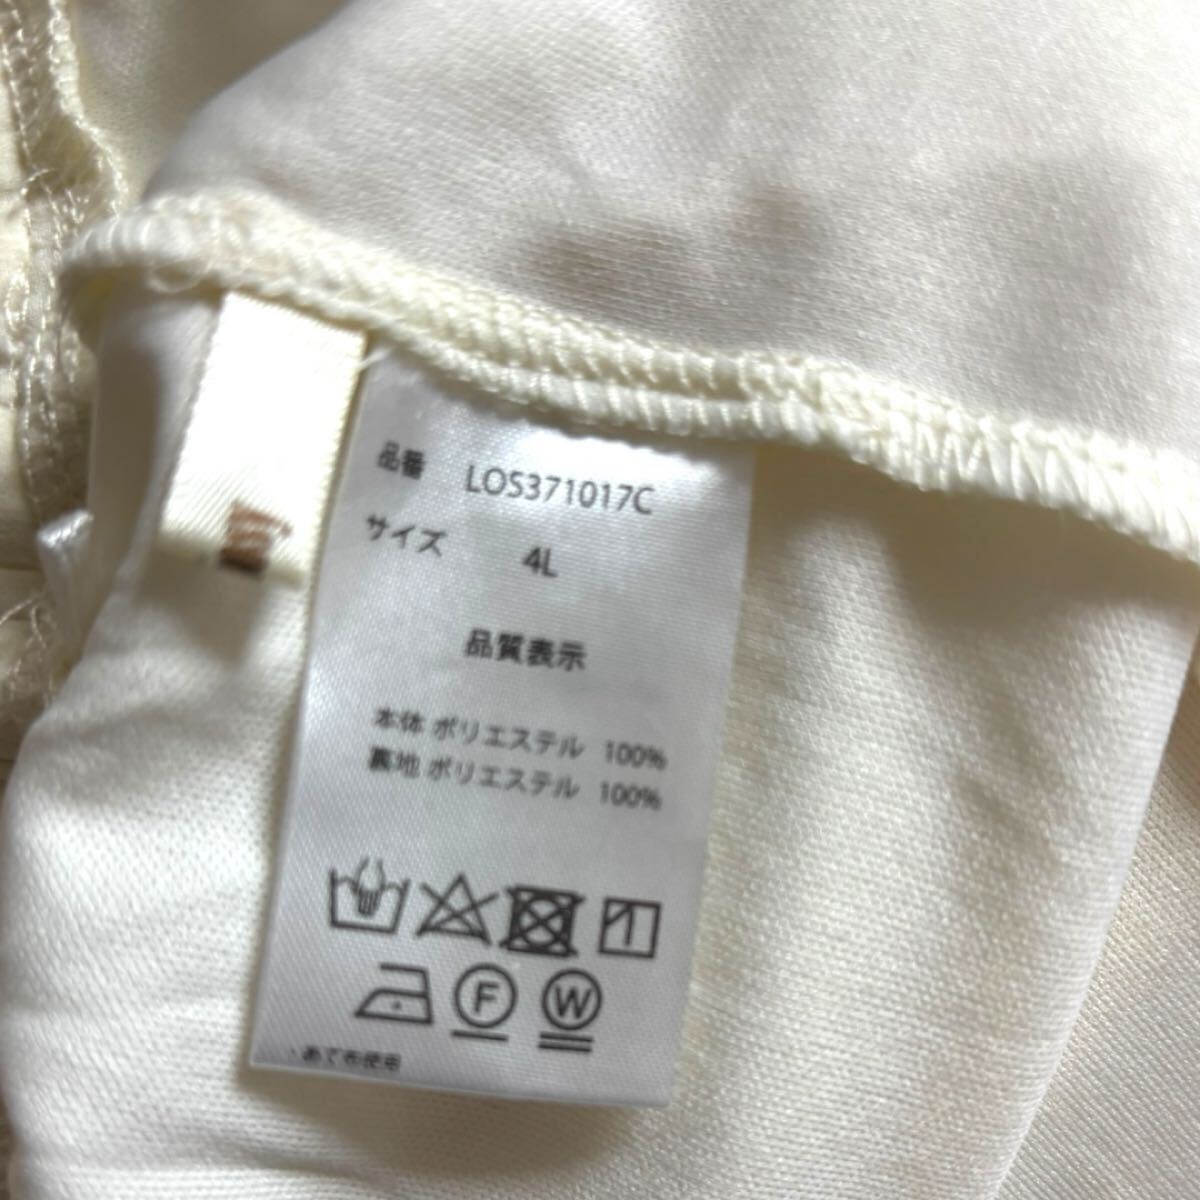 品番 LOS371017C
サイズ 4L
品質表示
本体 ポリエステル 100%
裏地 ポリエステル 100%
F W
・あて布使用